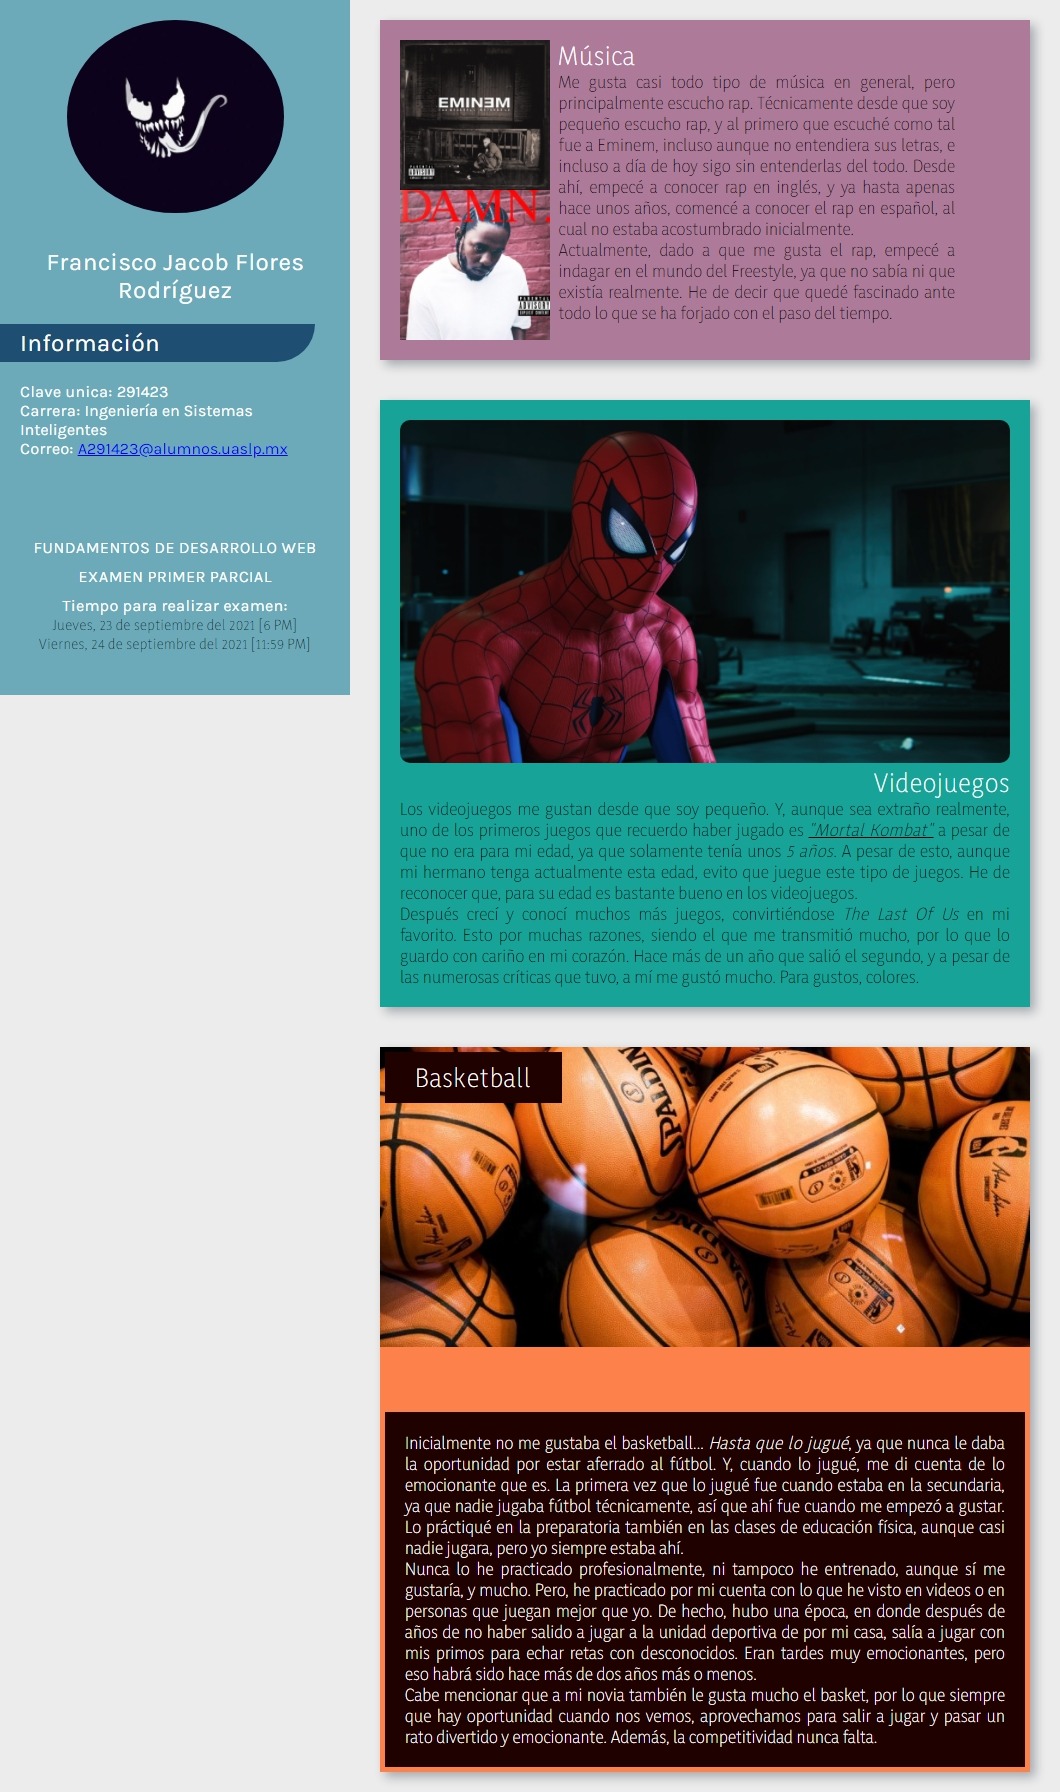 Francisco Jacob Flores
Rodríguez
Información
Clave unica: 291423
Carrera: Ingeniería en Sistemas
Inteligentes
Correo: A291423@alumnos.uaslp.mx
FUNDAMENTOS DE DESARROLLO WEB
EXAMEN PRIMER PARCIAL
Tiempo para realizar examen:
Jueves, 23 de septiembre del 2021 [6 PM]
Viernes, 24 de septiembre del 2021 [11:59 PM]
EMINEM
DAMN.
Música
Me gusta casi todo tipo de música en general, pero
principalmente escucho rap. Técnicamente desde que soy
pequeño escucho rap, y al primero que escuché como tal
fue a Eminem, incluso aunque no entendiera sus letras, e
incluso a día de hoy sigo sin entenderlas del todo. Desde
ahí, empecé a conocer rap en inglés, y ya hasta apenas
hace unos años, comencé a conocer el rap en español, al
cual no estaba acostumbrado inicialmente.
Actualmente, dado a que me gusta el rap, empecé a
indagar en el mundo del Freestyle, ya que no sabía ni que
existía realmente. He de decir que quedé fascinado ante
todo lo que se ha forjado con el paso del tiempo.
Videojuegos
Los videojuegos me gustan desde que soy pequeño. Y, aunque sea extraño realmente,
uno de los primeros juegos que recuerdo haber jugado es "Mortal Kombat" a pesar de
que no era para mi edad, ya que solamente tenía unos 5 años. A pesar de esto, aunque
mi hermano tenga actualmente esta edad, evito que juegue este tipo de juegos. He de
reconocer que, para su edad es bastante bueno en los videojuegos.
Después crecí y conocí muchos más juegos, convirtiéndose The Last Of Us en mi
favorito. Esto por muchas razones, siendo el que me transmitió mucho, por lo que lo
guardo con cariño en mi corazón. Hace más de un año que salió el segundo, y a pesar de
las numerosas críticas que tuvo, a mí me gustó mucho. Para gustos, colores.
Basketball
SPALDING
SPALDING
Inicialmente no me gustaba el basketball... Hasta que lo jugué, ya que nunca le daba
la oportunidad por estar aferrado al fútbol. Y, cuando lo jugué, me di cuenta de lo
emocionante que es. La primera vez que lo jugué fue cuando estaba en la secundaria,
ya que nadie jugaba fútbol técnicamente, así que ahí fue cuando me empezó a gustar.
Lo práctiqué en la preparatoria también en las clases de educación física, aunque casi
nadie jugara, pero yo siempre estaba ahí.
Nunca lo he practicado profesionalmente, ni tampoco he entrenado, aunque sí me
gustaría, y mucho. Pero, he practicado por mi cuenta con lo que he visto en videos o en
personas que juegan mejor que yo. De hecho, hubo una época, en donde después de
años de no haber salido a jugar a la unidad deportiva de por mi casa, salía a jugar con
mis primos para echar retas con desconocidos. Eran tardes muy emocionantes, pero
eso habrá sido hace más de dos años más o menos.
Cabe mencionar que a mi novia también le gusta mucho el basket, por lo que siempre
que hay oportunidad cuando nos vemos, aprovechamos para salir a jugar y pasar un
rato divertido y emocionante. Además, la competitividad nunca falta.